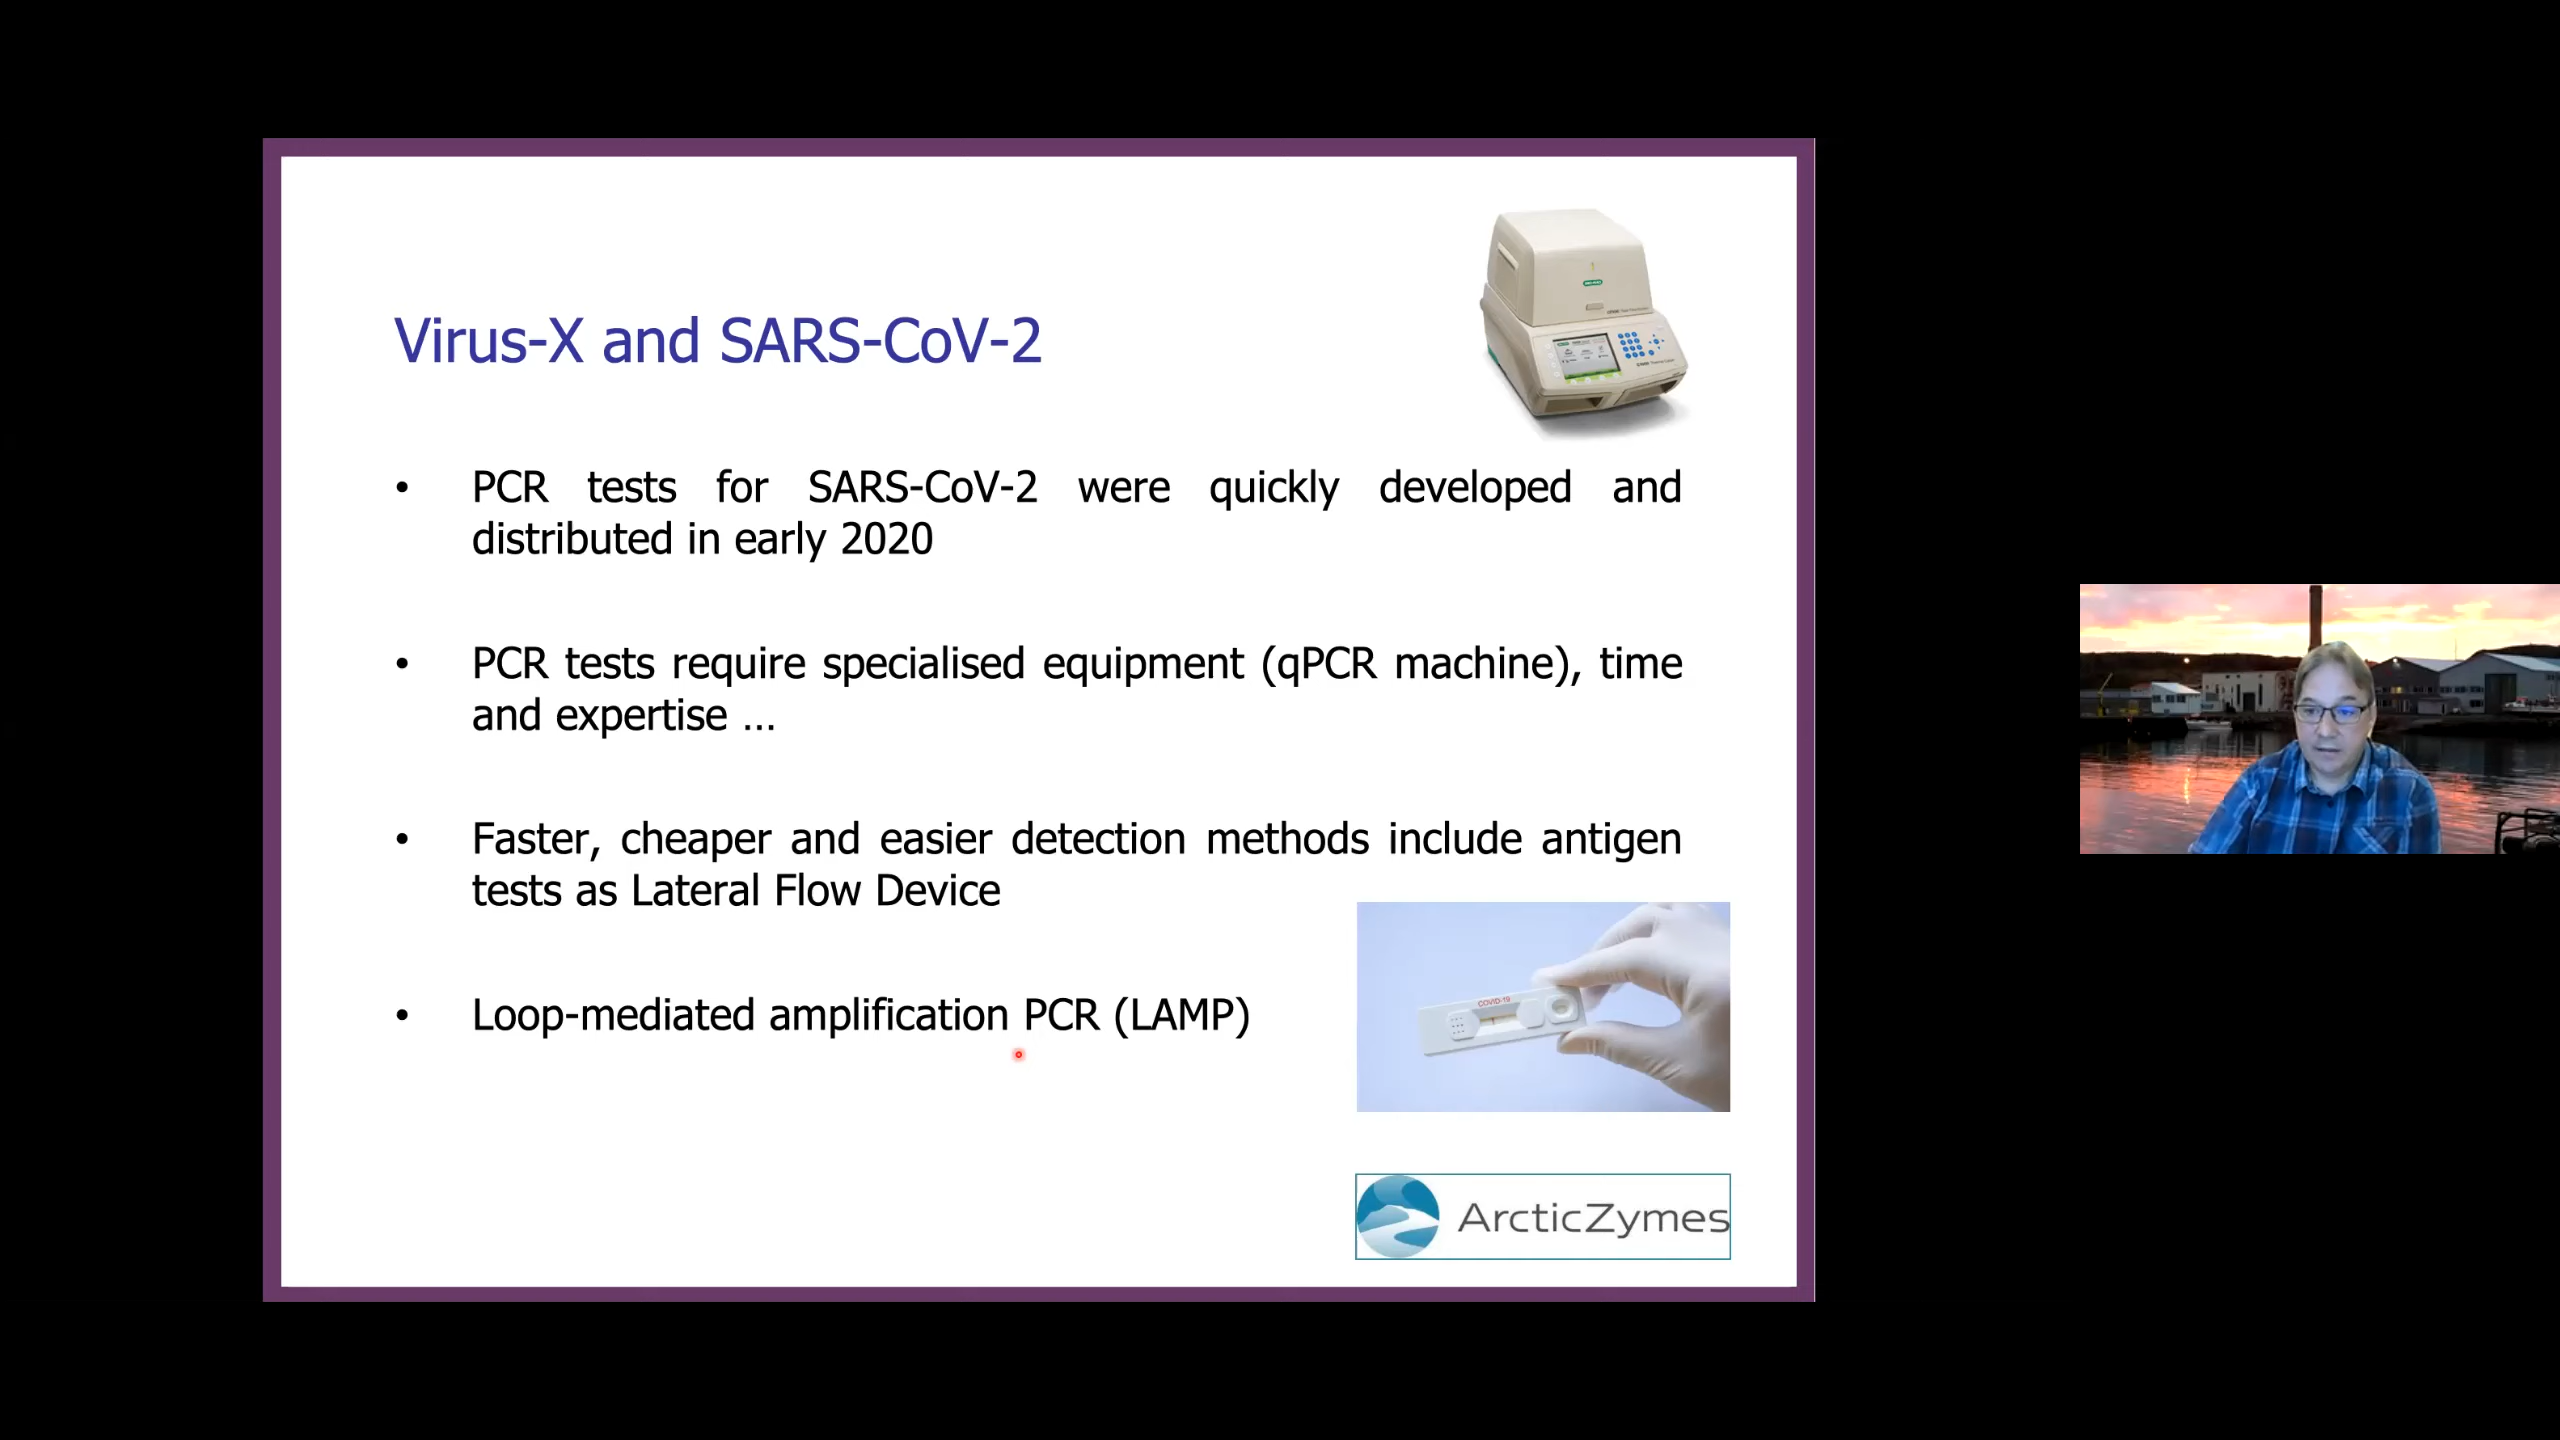 Virus-X and SARS-CoV-2
• PCR tests for SARS-CoV-2 were quickly developed and
distributed in early 2020
• PCR tests require specialised equipment (qPCR machine), time
and expertise ...
• Faster, cheaper and easier detection methods include antigen
tests as Lateral Flow Device
• Loop-mediated amplification PCR (LAMP)
COVID-19
ArcticZymes